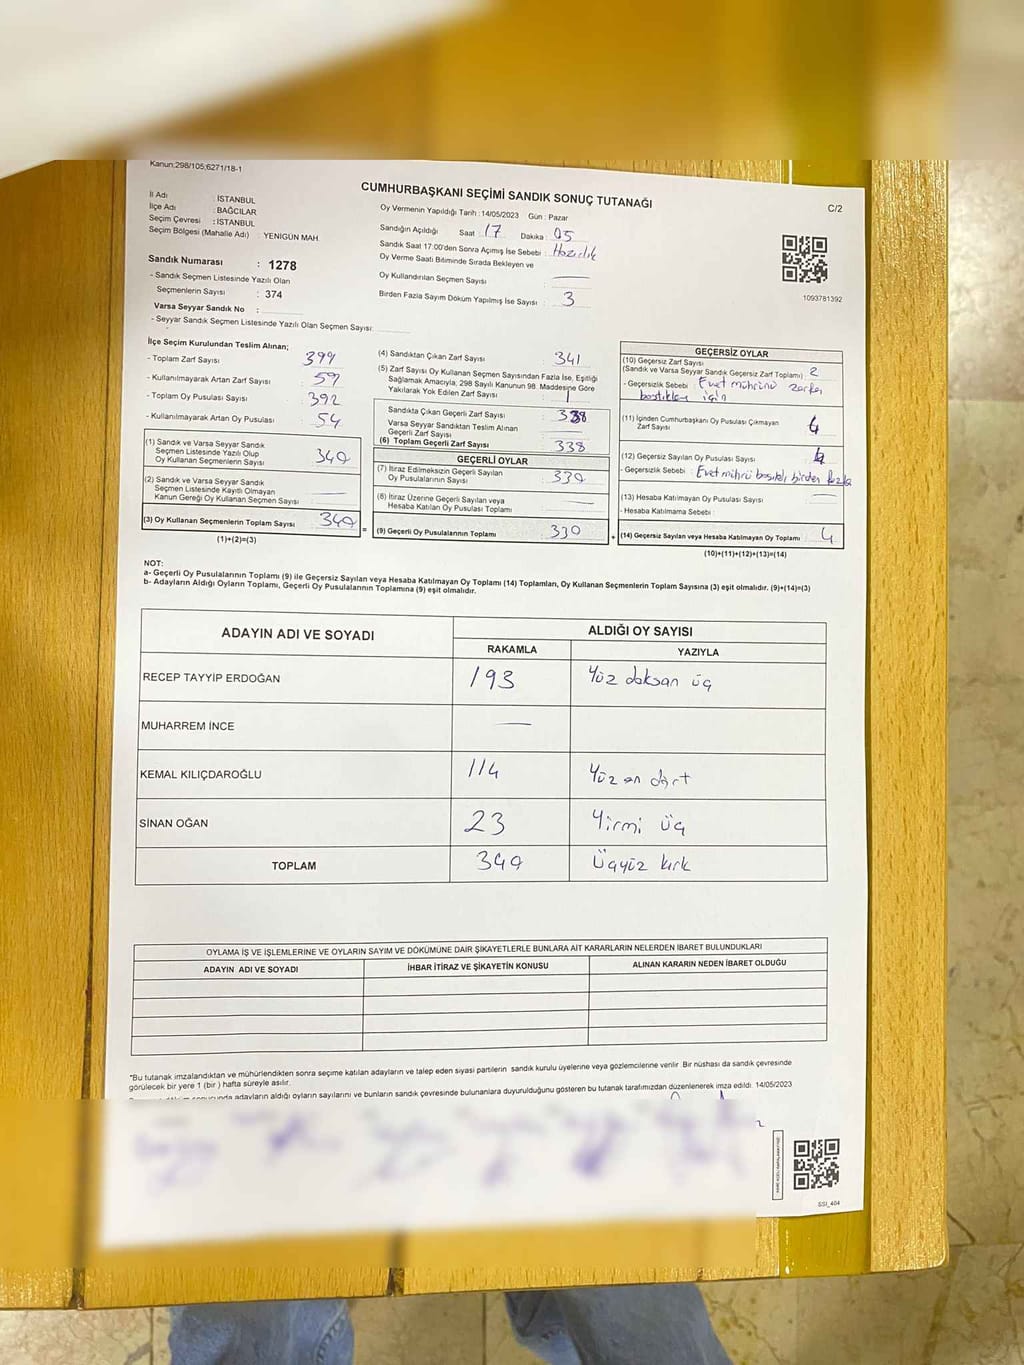 Kanun:298/105;6271/18-1
CUMHURBAŞKANI SEÇİMİ SANDIK SONUÇ TUTANAĞI
C/2
İl Adı : İSTANBUL
İlçe Adı : BAĞCILAR
Seçim Çevresi : İSTANBUL
Seçim Bölgesi (Mahalle Adı) : YENİGÜN MAH.
Sandık Numarası : 1278
- Sandık Seçmen Listesinde Yazılı Olan
Seçmenlerin Sayısı : 374
Varsa Seyyar Sandık No :
- Seyyar Sandık Seçmen Listesinde Yazılı Olan Seçmen Sayısı:
Oy Vermenin Yapıldığı Tarih : 14/05/2023 Gün : Pazar
Sandığın Açıldığı Saat : 17 Dakika : 05
Sandık Saat 17:00'den Sonra Açımış İse Sebebi : Hazırlık
Oy Verme Saati Bitiminde Sırada Bekleyen ve
Oy Kullandırılan Seçmen Sayısı :
Birden Fazla Sayım Döküm Yapılmış İse Sayısı : 3
1093781392
İlçe Seçim Kurulundan Teslim Alınan;
- Toplam Zarf Sayısı : 399
- Kullanılmayarak Artan Zarf Sayısı : 59
- Toplam Oy Pusulası Sayısı : 392
- Kullanılmayarak Artan Oy Pusulası : 54
(1) Sandık ve Varsa Seyyar Sandık
Seçmen Listesinde Yazılı Olup
Oy Kullanan Seçmenlerin Sayısı : 340
(2) Sandık ve Varsa Seyyar Sandık
Seçmen Listesinde Kayıtlı Olmayan
Kanun Gereği Oy Kullanan Seçmen Sayısı :
(3) Oy Kullanan Seçmenlerin Toplam Sayısı : 340
(1)+(2)=(3)
(4) Sandıktan Çıkan Zarf Sayısı : 341
(5) Zarf Sayısı Oy Kullanan Seçmen Sayısından Fazla İse, Eşitliği
Sağlamak Amacıyla, 298 Sayılı Kanunun 98. Maddesine Göre
Yakılarak Yok Edilen Zarf Sayısı : 1
Sandıkta Çıkan Geçerli Zarf Sayısı : 338
Varsa Seyyar Sandıktan Teslim Alınan
Geçerli Zarf Sayısı :
(6) Toplam Geçerli Zarf Sayısı : 338
GEÇERLİ OYLAR
(7) İtiraz Edilmeksizin Geçerli Sayılan
Oy Pusulalarının Sayısı : 330
(8) İtiraz Üzerine Geçerli Sayılan veya
Hesaba Katılan Oy Pusulası Toplamı :
(9) Geçerli Oy Pusulalarının Toplamı : 330
GEÇERSİZ OYLAR
(10) Geçersiz Zarf Sayısı
(Sandık ve Varsa Seyyar Sandık Geçersiz Zarf Toplamı) : 2
- Geçersizlik Sebebi : Evet mührünü zarfa
bastıkları için
(11) İçinden Cumhurbaşkanı Oy Pusulası Çıkmayan
Zarf Sayısı : 4
(12) Geçersiz Sayılan Oy Pusulası Sayısı : 4
- Geçersizlik Sebebi : Evet mührü basıldı birden fazla
(13) Hesaba Katılmayan Oy Pusulası Sayısı :
- Hesaba Katılmama Sebebi :
(14) Geçersiz Sayılan veya Hesaba Katılmayan Oy Toplamı : 4
(10)+(11)+(12)+(13)=(14)
NOT:
a- Geçerli Oy Pusulalarının Toplamı (9) ile Geçersiz Sayılan veya Hesaba Katılmayan Oy Toplamı (14) Toplamları, Oy Kullanan Seçmenlerin Toplam Sayısına (3) eşit olmalıdır. (9)+(14)=(3)
b- Adayların Aldığı Oyların Toplamı, Geçerli Oy Pusulalarının Toplamına (9) eşit olmalıdır.
ADAYIN ADI VE SOYADI
ALDIĞI OY SAYISI
RAKAMLA YAZIYLA
RECEP TAYYİP ERDOĞAN 193 Yüz doksan üç
MUHARREM İNCE
KEMAL KILIÇDAROĞLU 114 Yüz on dört
SİNAN OĞAN 23 Yirmi üç
TOPLAM 340 Üçyüz kırk
OYLAMA İŞ VE İŞLEMLERİNE VE OYLARIN SAYIM VE DÖKÜMÜNE DAİR ŞİKAYETLERLE BUNLARA AİT KARARLARIN NELERDEN İBARET BULUNDUKLARI
ADAYIN ADI VE SOYADI İHBAR İTİRAZ VE ŞİKAYETİN KONUSU ALINAN KARARIN NEDEN İBARET OLDUĞU
*Bu tutanak imzalandıktan ve mühürlendikten sonra seçime katılan adayların ve talep eden siyasi partilerin sandık kurulu üyelerine veya gözlemcilerine verilir. Bir nüshası da sandık çevresinde
görülecek bir yere 1 (bir) hafta süreyle asılır.
adayların aldığı oyların sayılarını ve bunların sandık çevresinde bulunanlara duyurulduğunu gösteren bu tutanak tarafımızdan düzenlenerek imza edildi. 14/05/2023
SSI_404